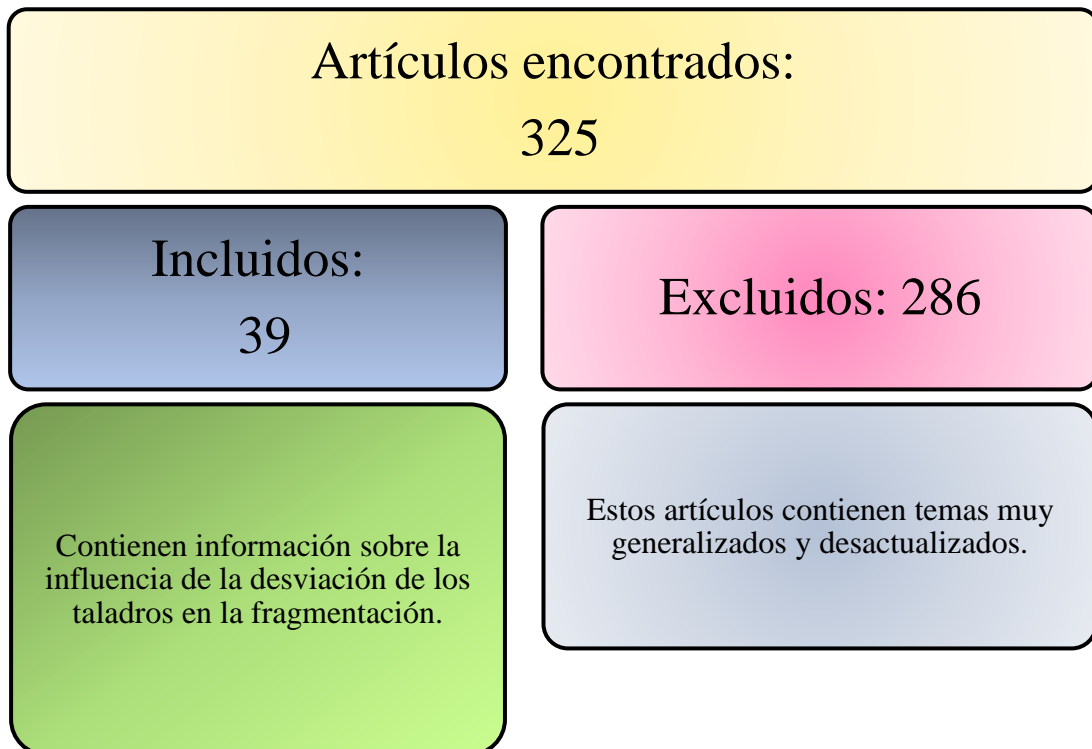 Artículos encontrados:
325
Incluidos:
39
Excluidos: 286
Contienen información sobre la
influencia de la desviación de los
taladros en la fragmentación.
Estos artículos contienen temas muy
generalizados y desactualizados.